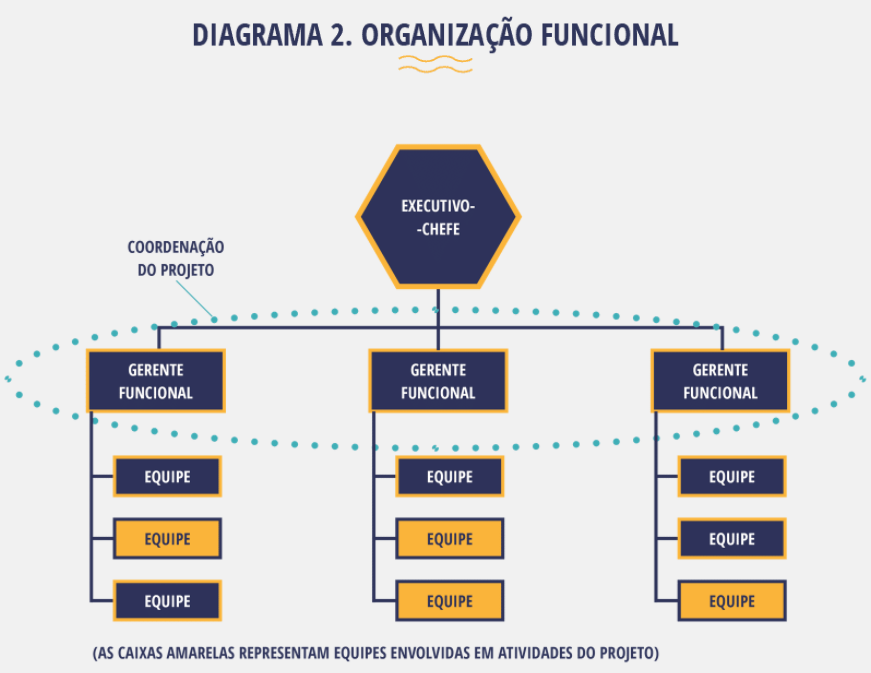 DIAGRAMA 2. ORGANIZAÇÃO FUNCIONAL
EXECUTIVO-
-CHEFE
COORDENAÇÃO
DO PROJETO
GERENTE
FUNCIONAL
GERENTE
FUNCIONAL
GERENTE
FUNCIONAL
EQUIPE
EQUIPE
EQUIPE
EQUIPE
EQUIPE
EQUIPE
EQUIPE
EQUIPE
EQUIPE
(AS CAIXAS AMARELAS REPRESENTAM EQUIPES ENVOLVIDAS EM ATIVIDADES DO PROJETO)